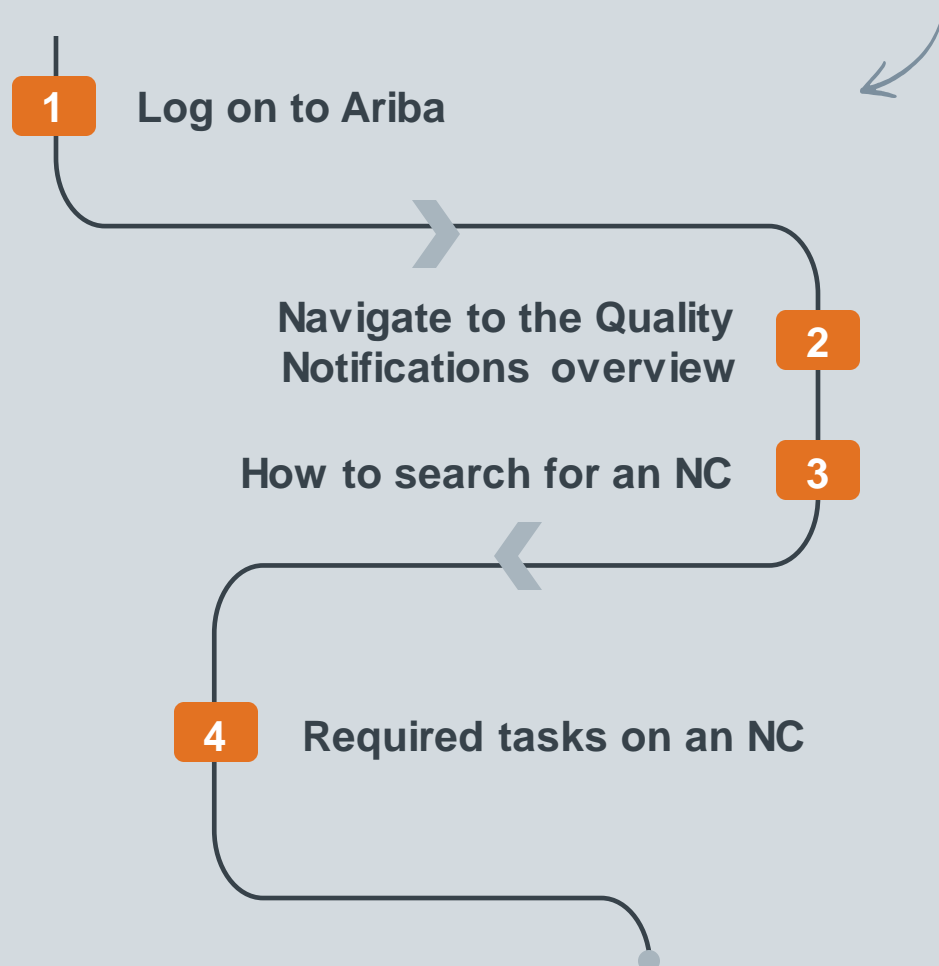 1 Log on to Ariba
Navigate to the Quality
Notifications overview
2
How to search for an NC 3
4 Required tasks on an NC